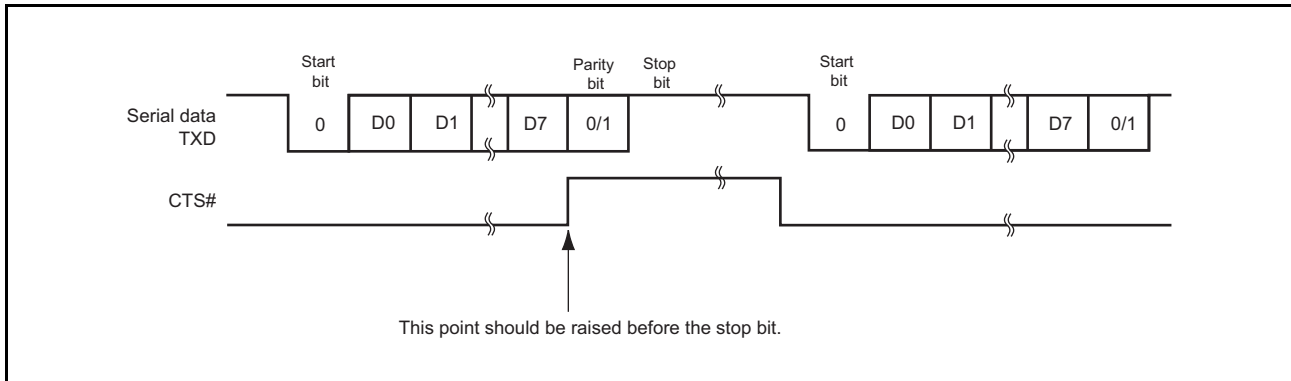 Start bit Parity bit Stop bit Start bit
Serial data TXD 0 D0 D1 D7 0/1 0 D0 D1 D7 0/1
CTS#
This point should be raised before the stop bit.